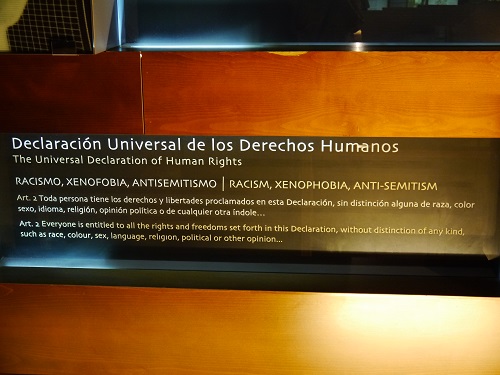 Declaración Universal de los Derechos Humanos
The Universal Declaration of Human Rights
RACISMO, XENOFOBIA, ANTISEMITISMO | RACISM, XENOPHOBIA, ANTI-SEMITISM
Art. 2 Toda persona tiene los derechos y libertades proclamados en esta Declaración, sin distinción alguna de raza, color
sexo, idioma, religión, opinión política o de cualquier otra índole...
Art. 2 Everyone is entitled to all the rights and freedoms set forth in this Declaration, without distinction of any kind,
such as race, colour, sex, language, religion, political or other opinion...